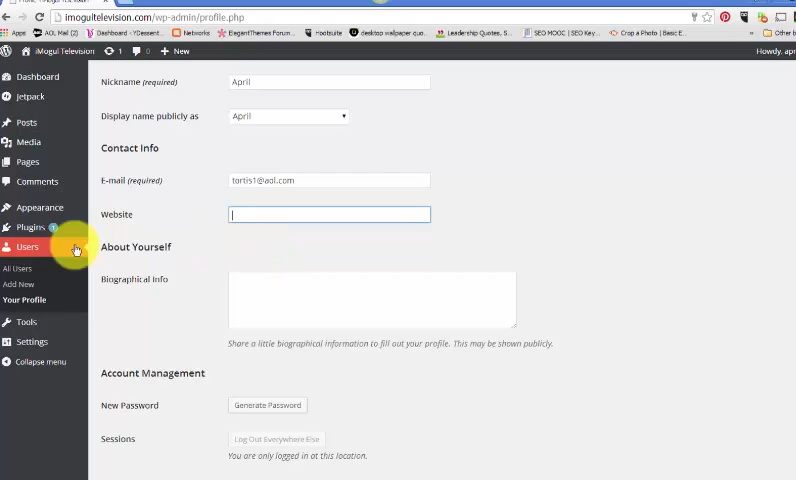 imogultelevision.com/wp-admin/profile.php
Apps AOL Mail (2) Dashboard ‹ YDessent... Networks ElegantThemes Forum... Hootsuite desktop wallpaper quo... Leadership Quotes, S... SEO MOOC | SEO Key... Crop a Photo | Basic E... » Other b
iMogul Television 1 0 + New Howdy, apr
Dashboard
Jetpack
Posts
Media
Pages
Comments
Appearance
Plugins 1
Users
All Users
Add New
Your Profile
Tools
Settings
Collapse menu
Nickname (required) April
Display name publicly as April
Contact Info
E-mail (required) tortis1@aol.com
Website
About Yourself
Biographical Info
Share a little biographical information to fill out your profile. This may be shown publicly.
Account Management
New Password Generate Password
Sessions Log Out Everywhere Else
You are only logged in at this location.